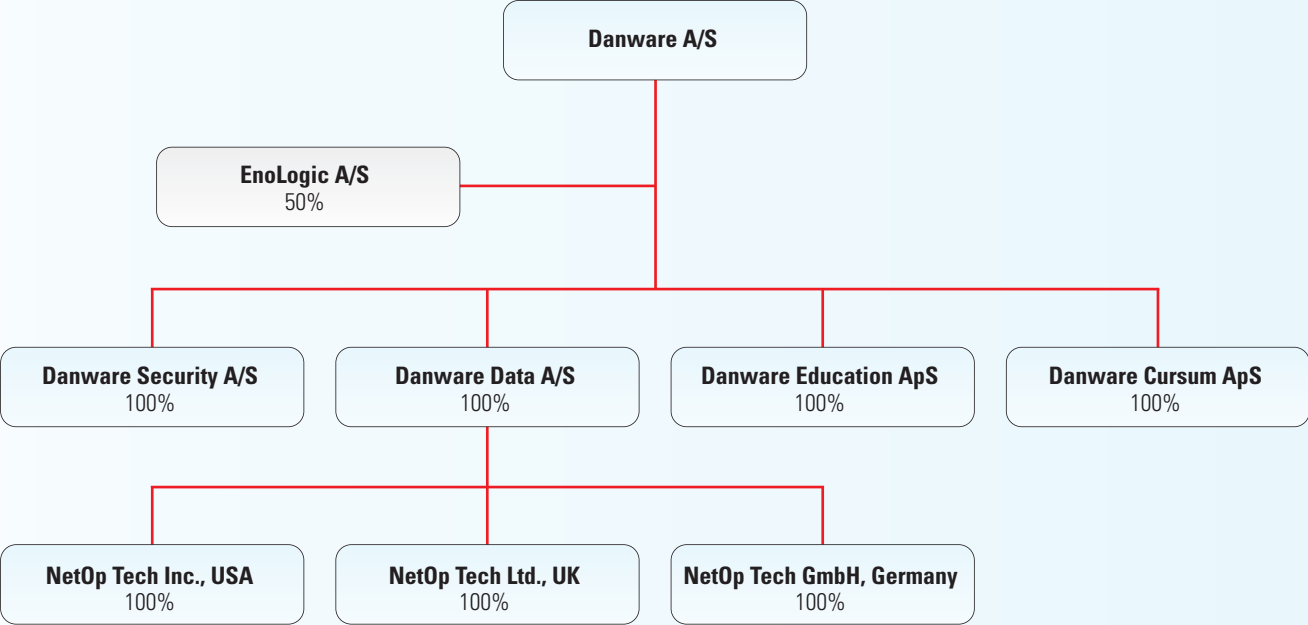 Danware A/S
EnoLogic A/S
50%
Danware Security A/S
100%
Danware Data A/S
100%
Danware Education ApS
100%
Danware Cursum ApS
100%
NetOp Tech Inc., USA
100%
NetOp Tech Ltd., UK
100%
NetOp Tech GmbH, Germany
100%